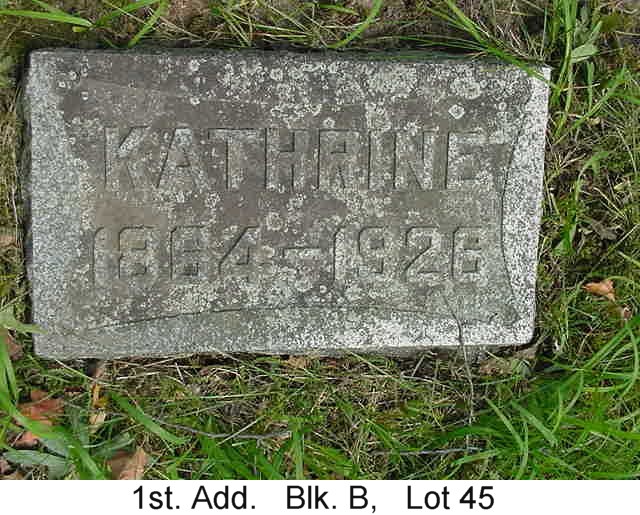 KATHRINE
1864-1926
1st. Add. Blk. B, Lot 45